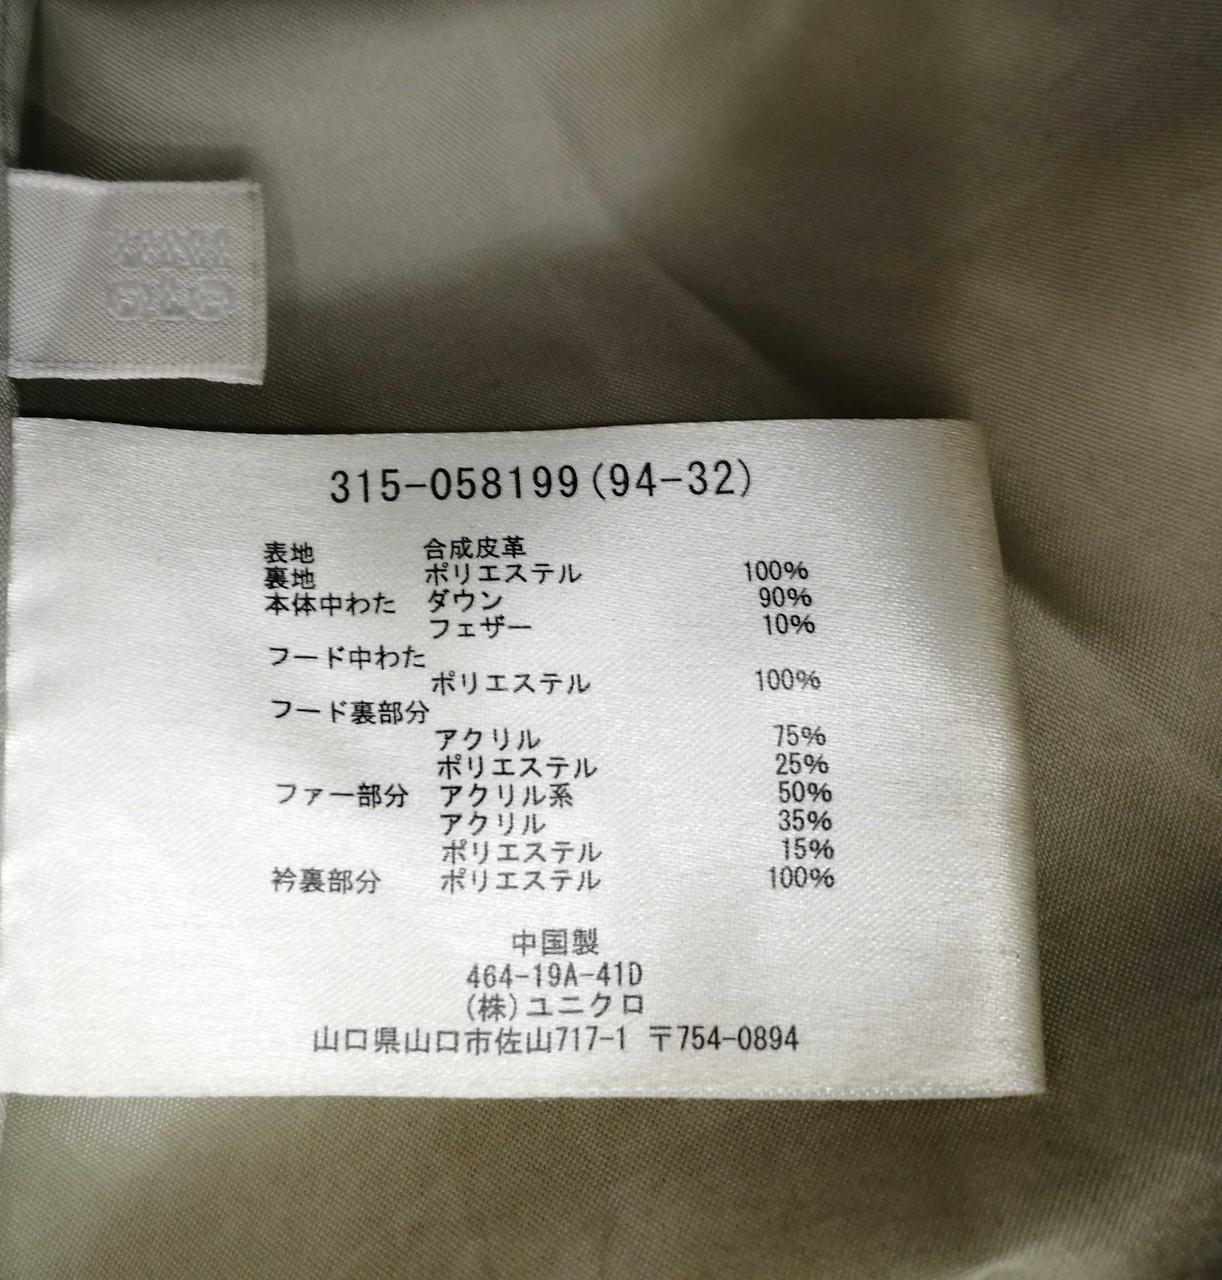 315-058199(94-32)
表地 合成皮革
裏地 ポリエステル 100%
本体中わた ダウン 90%
フェザー 10%
フード中わた
ポリエステル 100%
フード裏部分
アクリル 75%
ポリエステル 25%
ファー部分 アクリル系 50%
アクリル 35%
ポリエステル 15%
衿裏部分 ポリエステル 100%
中国製
464-19A-41D
(株)ユニクロ
山口県山口市佐山717-1 〒754-0894